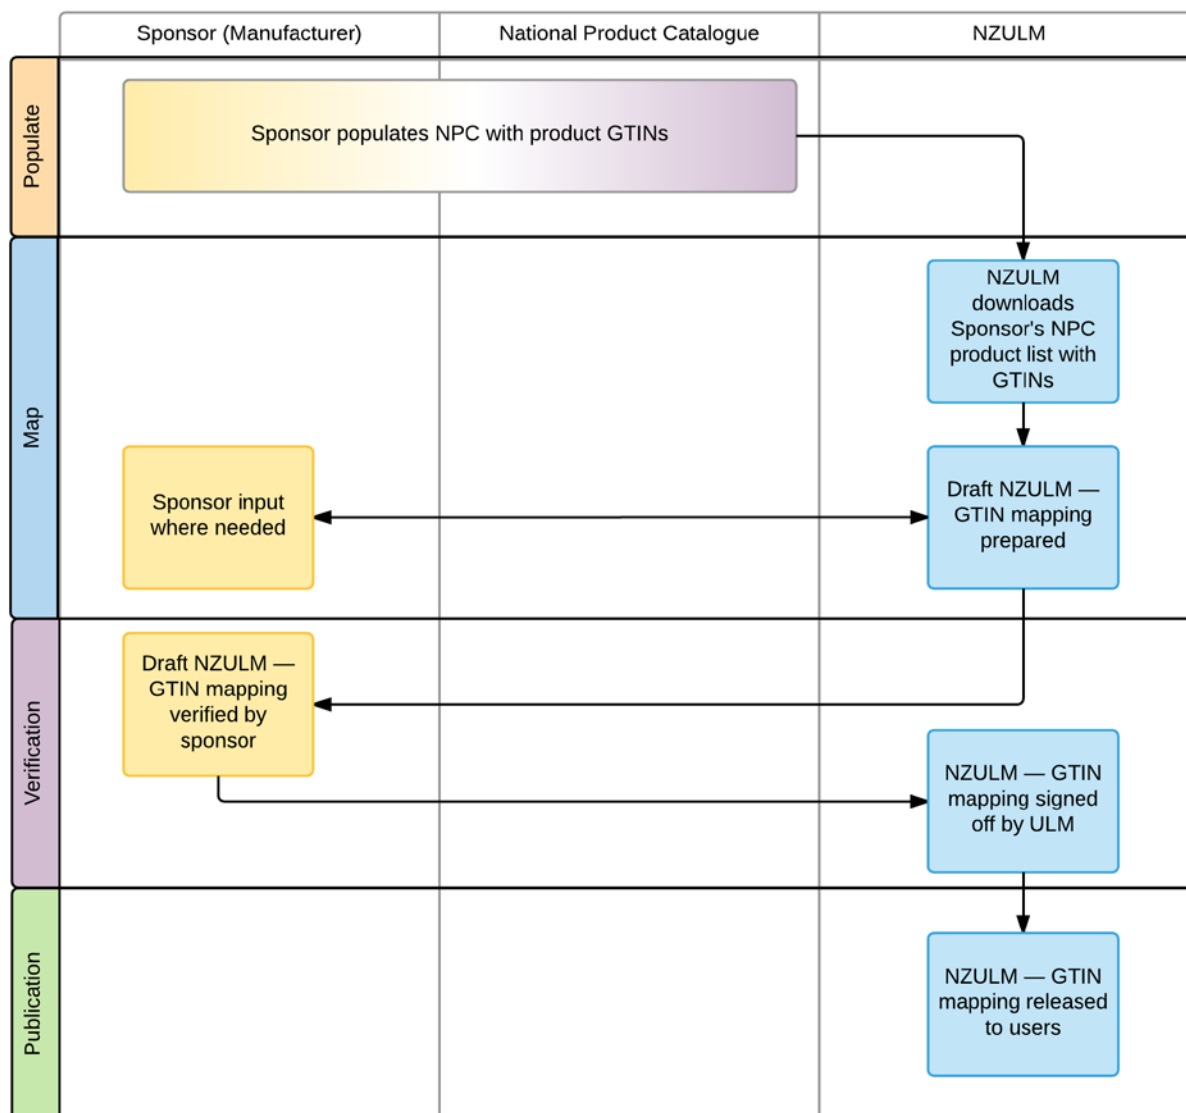 Sponsor (Manufacturer)
National Product Catalogue
NZULM
Populate
Sponsor populates NPC with product GTINs
Map
NZULM
downloads
Sponsor's NPC
product list with
GTINs
Sponsor input
where needed
Draft NZULM —
GTIN mapping
prepared
Verification
Draft NZULM —
GTIN mapping
verified by
sponsor
NZULM — GTIN
mapping signed
off by ULM
Publication
NZULM — GTIN
mapping released
to users